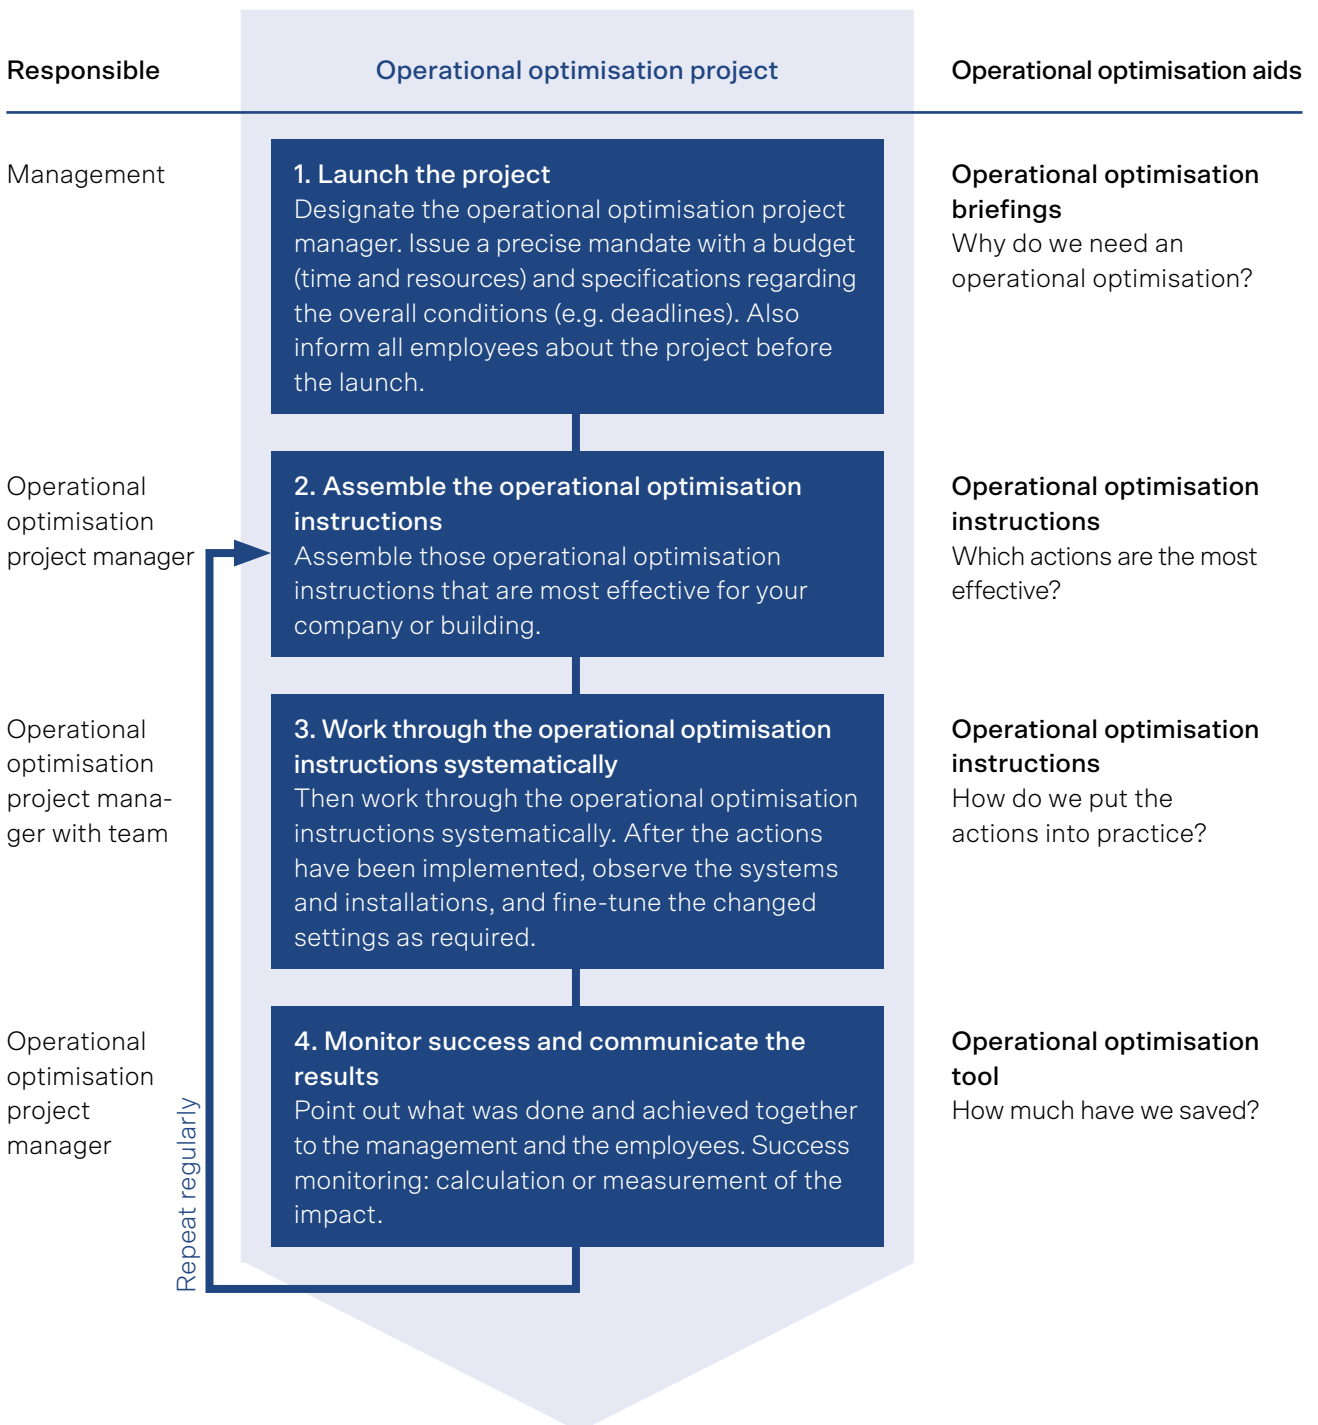 Responsible
Operational optimisation project
Operational optimisation aids
Management
1. Launch the project
Designate the operational optimisation project
manager. Issue a precise mandate with a budget
(time and resources) and specifications regarding
the overall conditions (e.g. deadlines). Also
inform all employees about the project before
the launch.
Operational optimisation
briefings
Why do we need an
operational optimisation?
Operational
optimisation
project manager
2. Assemble the operational optimisation
instructions
Assemble those operational optimisation
instructions that are most effective for your
company or building.
Operational optimisation
instructions
Which actions are the most
effective?
Operational
optimisation
project mana-
ger with team
3. Work through the operational optimisation
instructions systematically
Then work through the operational optimisation
instructions systematically. After the actions
have been implemented, observe the systems
and installations, and fine-tune the changed
settings as required.
Operational optimisation
instructions
How do we put the
actions into practice?
Operational
optimisation
project
manager
4. Monitor success and communicate the
results
Point out what was done and achieved together
to the management and the employees. Success
monitoring: calculation or measurement of the
impact.
Operational optimisation
tool
How much have we saved?
Repeat regularly